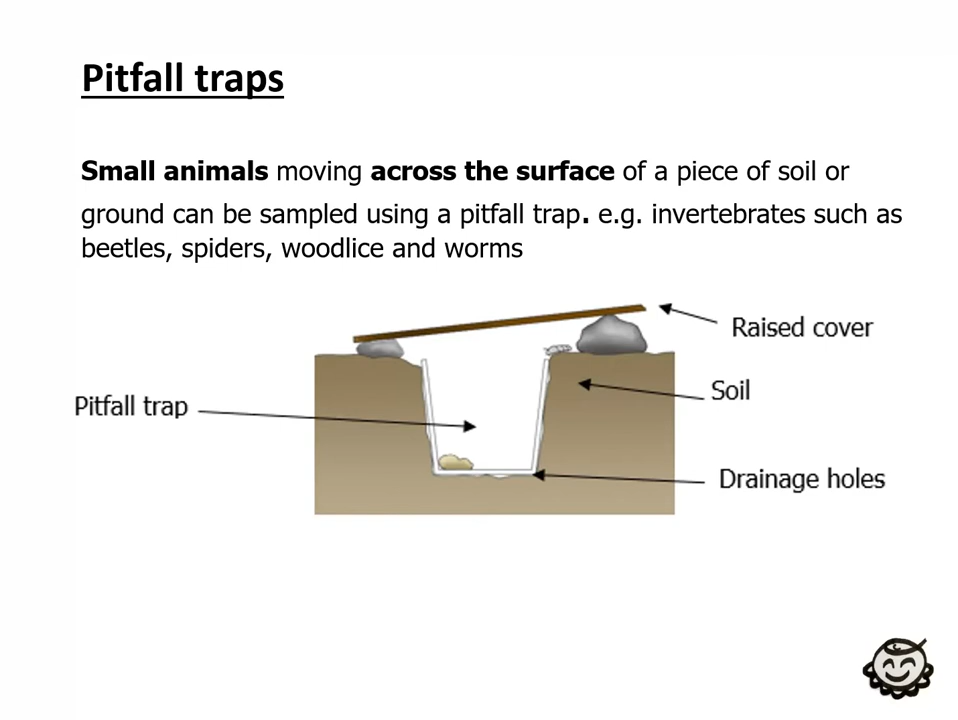 Pitfall traps
Small animals moving across the surface of a piece of soil or
ground can be sampled using a pitfall trap. e.g. invertebrates such as
beetles, spiders, woodlice and worms
Raised cover
Soil
Pitfall trap
Drainage holes